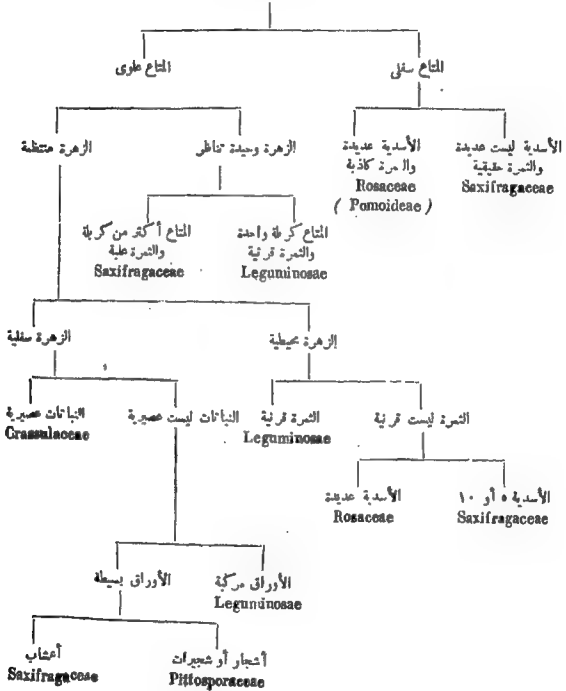 المتاع سفلى
المتاع علوى
الأسدية ليست عديدة
والثمرة حقيقية
Saxifragaceae
الأسدية عديدة
والثمرة كاذبة
Rosaceae
( Pomoideae )
الزهرة وحيدة تناظر
الزهرة منتظمة
المتاع كربلة واحدة
والثمرة قرنية
Leguminosae
المتاع أكثر من كربلة
والثمرة علبة
Saxifragaceae
الزهرة محيطية
الزهرة سفلية
الثمرة ليست قرنية
الثمرة قرنية
Leguminosae
النباتات ليست عصيرية
النباتات عصيرية
Crassulaceae
الأسدية ٥ أو ١٠
Saxifragaceae
الأسدية عديدة
Rosaceae
الأوراق مركبة
Leguminosae
الأوراق بسيطة
أشجار أو شجيرات
Pittosporaceae
أعشاب
Saxifragaceae